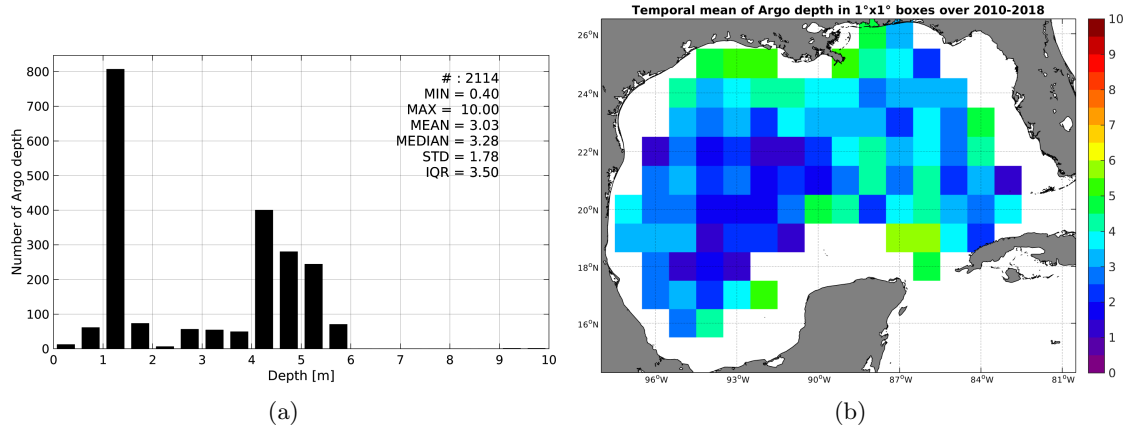 Temporal mean of Argo depth in 1°x1° boxes over 2010-2018
# : 2114
MIN = 0.40
MAX = 10.00
MEAN = 3.03
MEDIAN = 3.28
STD = 1.78
IQR = 3.50
Number of Argo depth
800
700
600
500
400
300
200
100
0
0 1 2 3 4 5 6 7 8 9 10
Depth [m]
(a)
26°N
24°N
22°N
20°N
18°N
16°N
96°W 93°W 90°W 87°W 84°W 81°W
10
9
8
7
6
5
4
3
2
1
0
(b)